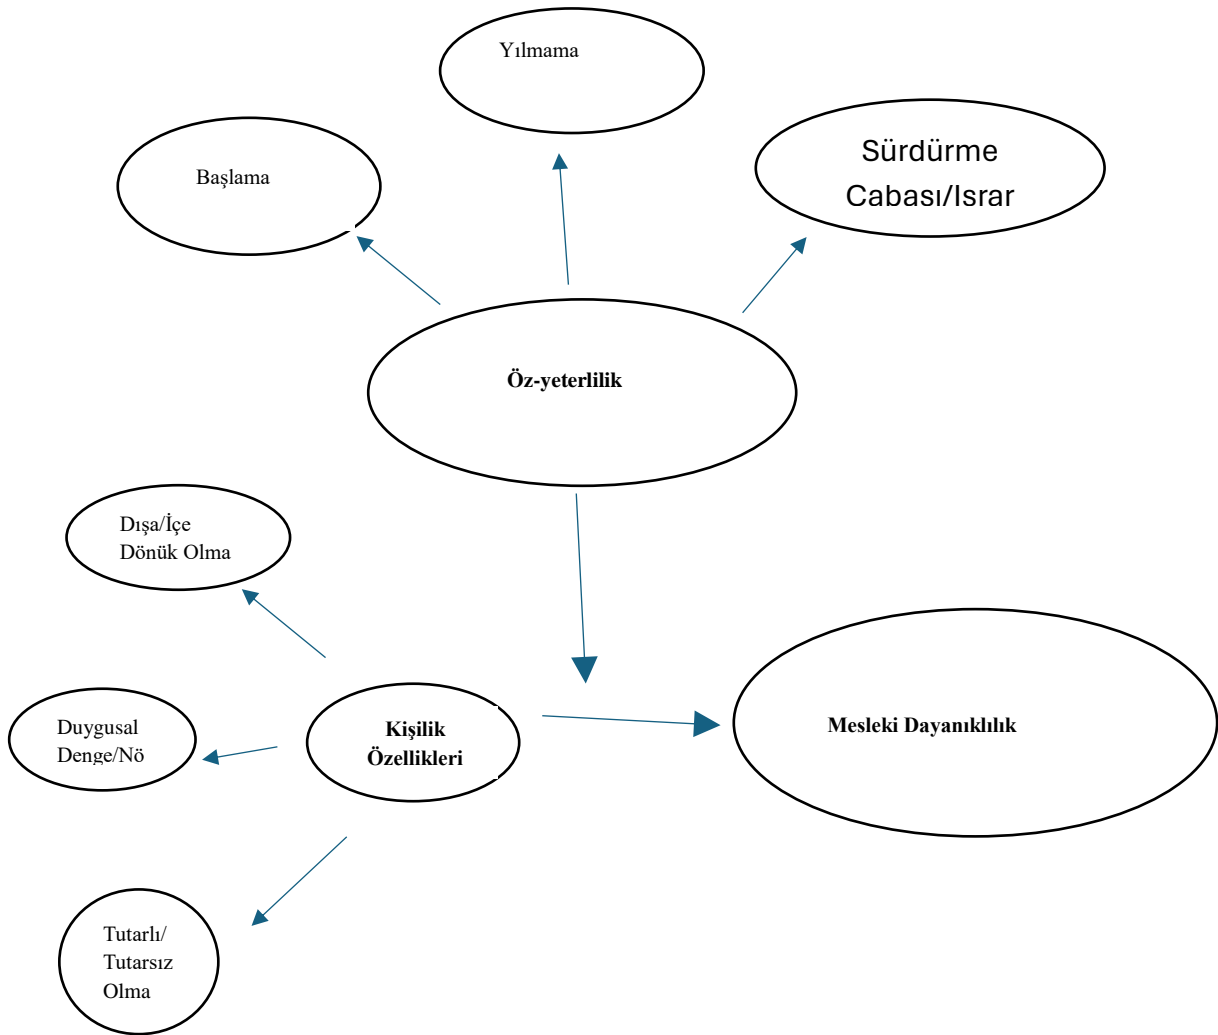 Yılmama
Başlama
Sürdürme
Cabası/Israr
Öz-yeterlilik
Dışa/İçe
Dönük Olma
Duygusal
Denge/Nö
Kişilik
Özellikleri
Mesleki Dayanıklılık
Tutarlı/
Tutarsız
Olma